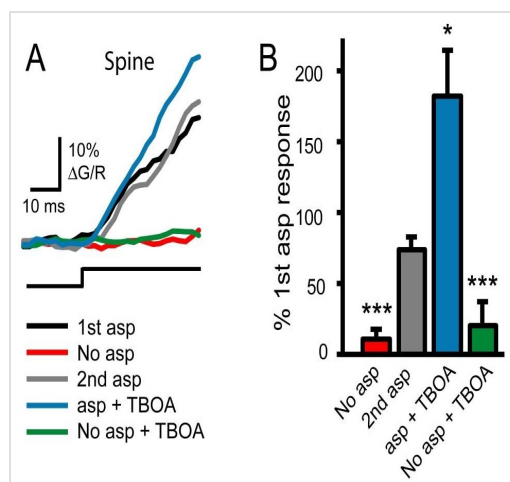 A
Spine
10%
ΔG/R
10 ms
1st asp
No asp
2nd asp
asp + TBOA
No asp + TBOA
B
% 1st asp response
200
150
100
50
0
***
*
***
No asp
2nd asp
asp + TBOA
No asp + TBOA